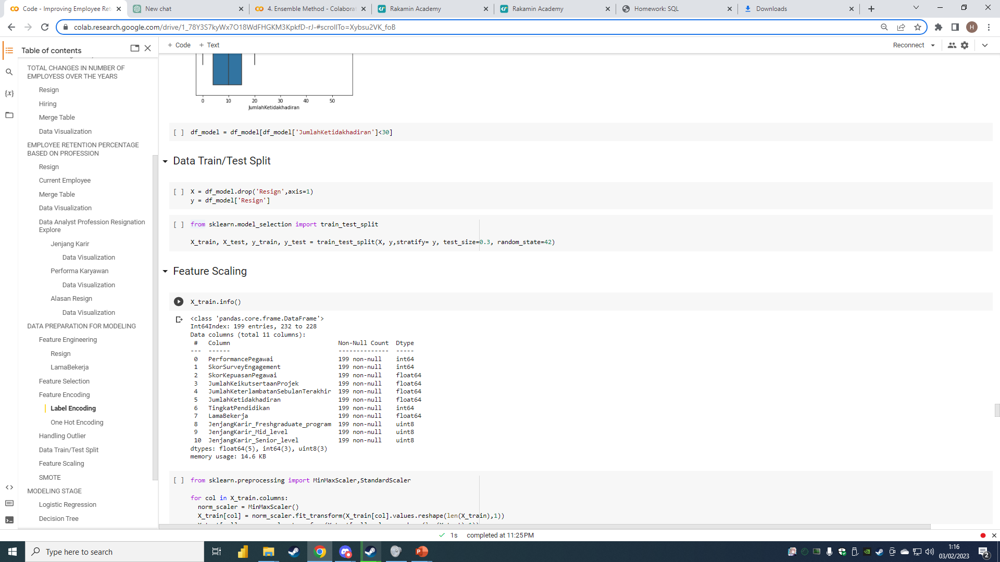 Code - Improving Employee Ret
New chat
4. Ensemble Method - Colaborat
Rakamin Academy
Rakamin Academy
Homework: SQL
Downloads
colab.research.google.com/drive/1_78Y3S7kyWx7O18WdFHGKM3KpkfD-rJ-#scrollTo=Xybsu2VK_foB
H
Table of contents
+ Code + Text
Reconnect
TOTAL CHANGES IN NUMBER OF
EMPLOYESS OVER THE YEARS
Resign
Hiring
Merge Table
Data Visualization
EMPLOYEE RETENTION PERCENTAGE
BASED ON PROFESSION
Resign
Current Employee
Merge Table
Data Visualization
Data Analyst Profession Resignation
Explore
Jenjang Karir
Data Visualization
Performa Karyawan
Data Visualization
Alasan Resign
Data Visualization
DATA PREPARATION FOR MODELING
Feature Engineering
Resign
LamaBekerja
Feature Selection
Feature Encoding
Label Encoding
One Hot Encoding
Handling Outlier
Data Train/Test Split
Feature Scaling
SMOTE
MODELING STAGE
Logistic Regression
Decision Tree
{x}
0 10 20 30 40 50
JumlahKetidakhadiran
[ ] df_model = df_model[df_model['JumlahKetidakhadiran']<30]
Data Train/Test Split
[ ] X = df_model.drop('Resign',axis=1)
y = df_model['Resign']
[ ] from sklearn.model_selection import train_test_split
X_train, X_test, y_train, y_test = train_test_split(X, y,stratify= y, test_size=0.3, random_state=42)
Feature Scaling
X_train.info()
<class 'pandas.core.frame.DataFrame'>
Int64Index: 199 entries, 232 to 228
Data columns (total 11 columns):
# Column Non-Null Count Dtype
--- ------ -------------- -----
0 PerformancePegawai 199 non-null int64
1 SkorSurveyEngagement 199 non-null int64
2 SkorKepuasanPegawai 199 non-null float64
3 JumlahKeikutsertaanProjek 199 non-null float64
4 JumlahKeterlambatanSebulanTerakhir 199 non-null float64
5 JumlahKetidakhadiran 199 non-null float64
6 TingkatPendidikan 199 non-null int64
7 LamaBekerja 199 non-null float64
8 JenjangKarir_Freshgraduate_program 199 non-null uint8
9 JenjangKarir_Mid_level 199 non-null uint8
10 JenjangKarir_Senior_level 199 non-null uint8
dtypes: float64(5), int64(3), uint8(3)
memory usage: 14.6 KB
[ ] from sklearn.preprocessing import MinMaxScaler,StandardScaler
for col in X_train.columns:
norm_scaler = MinMaxScaler()
X_train[col] = norm_scaler.fit_transform(X_train[col].values.reshape(len(X_train),1))
1s completed at 11:25 PM
Type here to search
1:16
03/02/2023
2